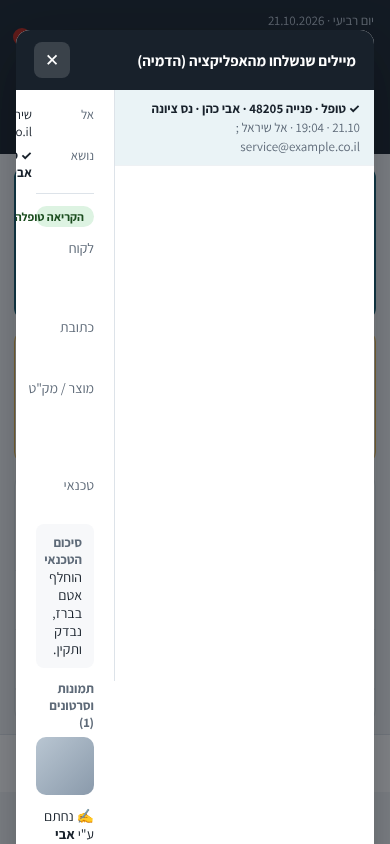 יום רביעי · 21.10.2026
מיילים שנשלחו מהאפליקציה (הדמיה)
✕
✔ טופל · פנייה 48205 · אבי כהן · נס ציונה
21.10 · 19:04 · אל שיראל ;
service@example.co.il
אל
נושא
✔
אבי
הקריאה טופלה
לקוח
כתובת
מוצר / מק"ט
טכנאי
סיכום
הטכנאי
הוחלף
אטם
בברז,
נבדק
ותקין.
תמונות
וסרטונים
(1)
✍️ נחתם
ע"י אבי